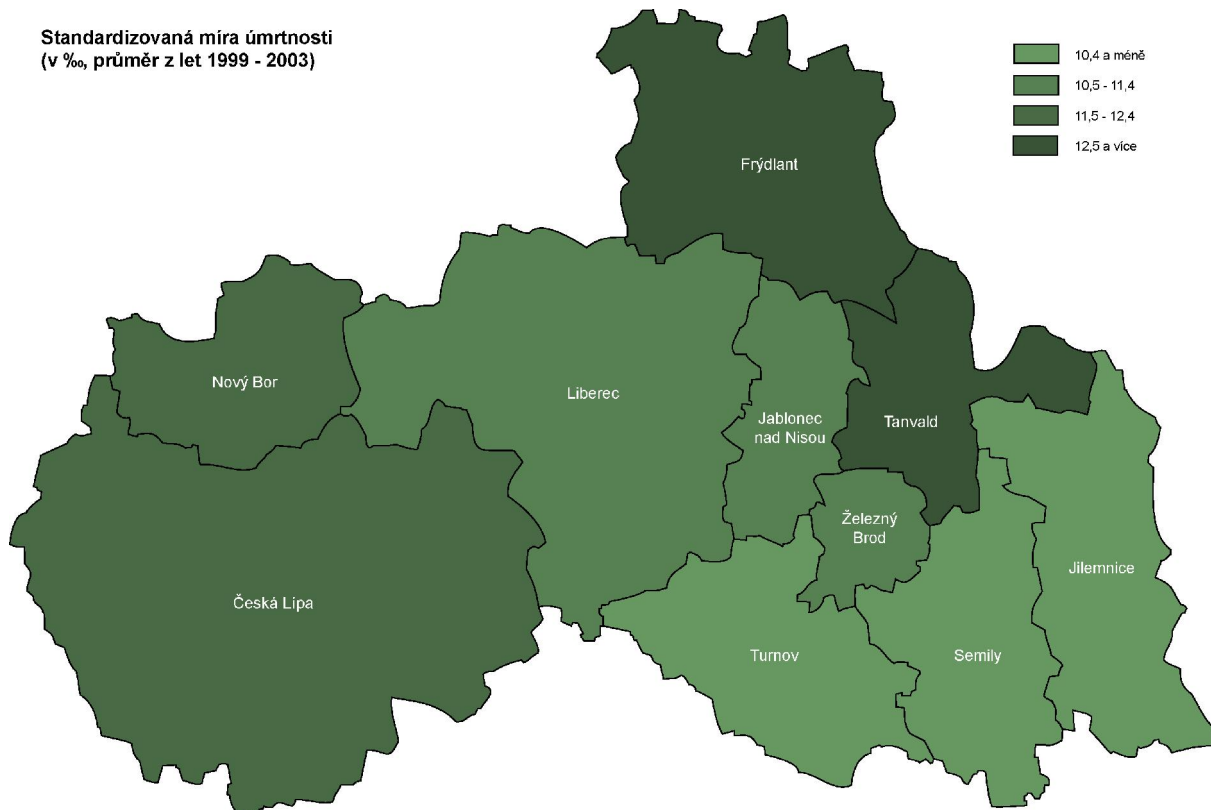 Standardizovaná míra úmrtnosti
(v ‰, průměr z let 1999 - 2003)
10,4 a méně
10,5 - 11,4
11,5 - 12,4
12,5 a více
Frýdlant
Nový Bor
Liberec
Jablonec
nad Nisou
Tanvald
Železný
Brod
Jilemnice
Česká Lípa
Turnov
Semily